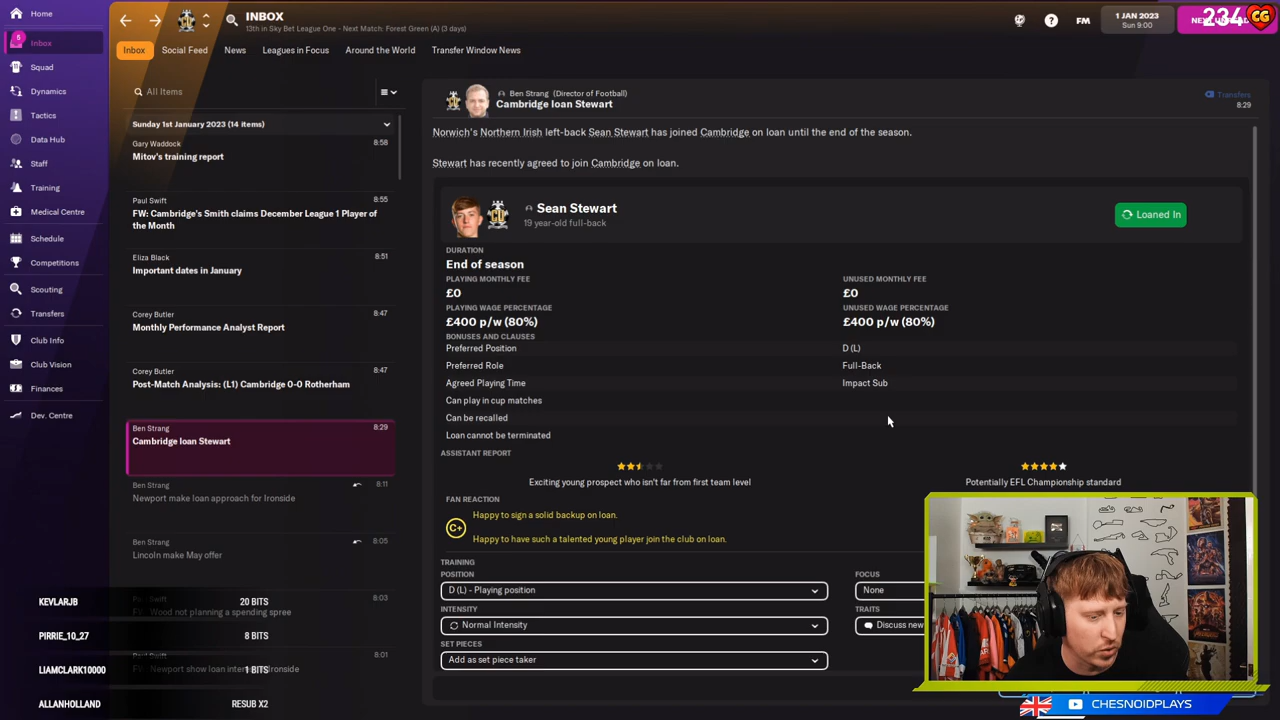 Home
INBOX
13th in Sky Bet League One - Next Match: Forest Green (A) (3 days)
FM
1 JAN 2023
Sun 9:00
234
CG
5
Inbox
Squad
Dynamics
Tactics
Data Hub
Staff
Training
Medical Centre
Schedule
Competitions
Scouting
Transfers
Club Info
Club Vision
Finances
Dev. Centre
Inbox
Social Feed
News
Leagues in Focus
Around the World
Transfer Window News
All Items
Sunday 1st January 2023 (14 items)
Gary Waddock
8:58
Mitov's training report
Paul Swift
8:55
FW: Cambridge's Smith claims December League 1 Player of
the Month
Eliza Black
8:51
Important dates in January
Corey Butler
8:47
Monthly Performance Analyst Report
Corey Butler
8:47
Post-Match Analysis: (L1) Cambridge 0-0 Rotherham
Ben Strang
8:29
Cambridge loan Stewart
Ben Strang
8:11
Newport make loan approach for Ironside
Ben Strang
8:05
Lincoln make May offer
8:03
Wood not planning a spending spree
8:01
Newport show loan interest in Ironside
KEVLARJB 20 BITS
PIRRIE_10_27 8 BITS
LIAMCLARK10000 1 BITS
ALLANHOLLAND RESUB X2
Ben Strang (Director of Football)
Cambridge loan Stewart
Transfers
8:29
Norwich's Northern Irish left-back Sean Stewart has joined Cambridge on loan until the end of the season.
Stewart has recently agreed to join Cambridge on loan.
Sean Stewart
19 year-old full-back
Loaned In
DURATION
End of season
PLAYING MONTHLY FEE
£0
UNUSED MONTHLY FEE
£0
PLAYING WAGE PERCENTAGE
£400 p/w (80%)
UNUSED WAGE PERCENTAGE
£400 p/w (80%)
BONUSES AND CLAUSES
Preferred Position D (L)
Preferred Role Full-Back
Agreed Playing Time Impact Sub
Can play in cup matches
Can be recalled
Loan cannot be terminated
ASSISTANT REPORT
Exciting young prospect who isn't far from first team level
Potentially EFL Championship standard
FAN REACTION
C+
Happy to sign a solid backup on loan.
Happy to have such a talented young player join the club on loan.
TRAINING
POSITION
D (L) - Playing position
FOCUS
None
INTENSITY
Normal Intensity
TRAITS
Discuss new
SET PIECES
Add as set piece taker
CHESNOIDPLAYS